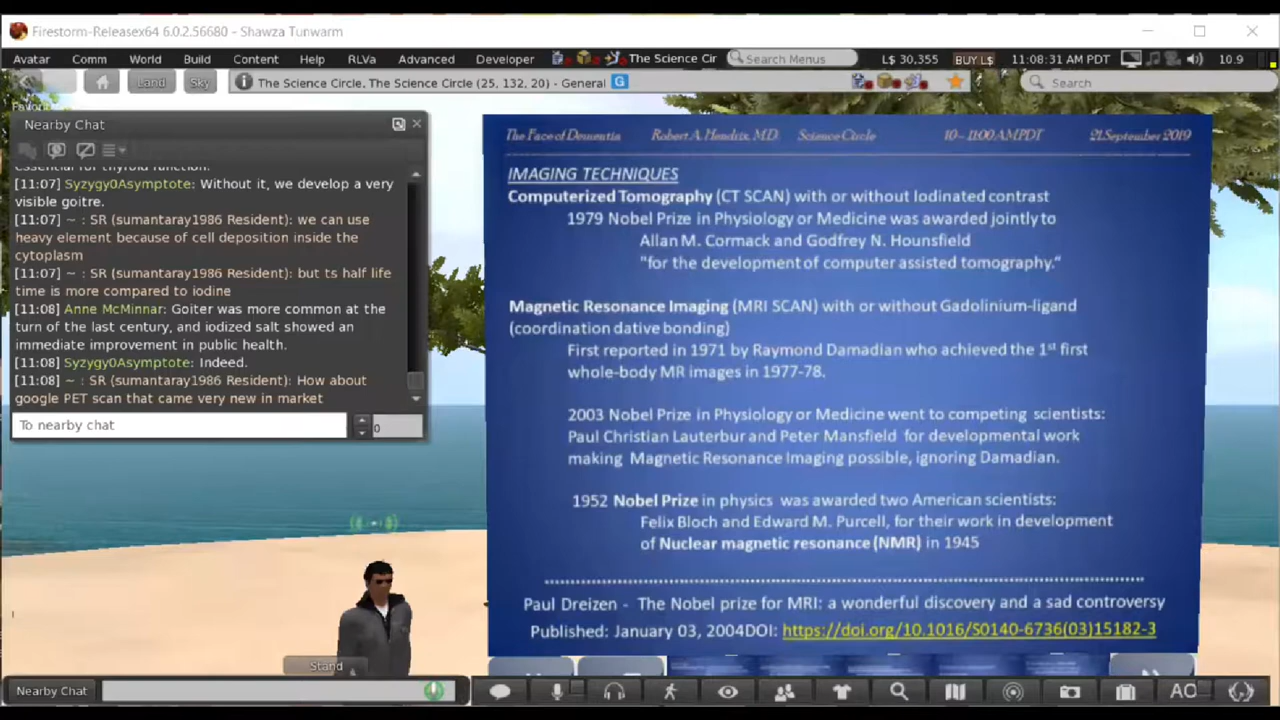 Firestorm-Releasex64 6.0.2.56680 - Shawza Tunwarm
Avatar Comm World Build Content Help RLVa Advanced Developer The Science Cir Search Menus L$ 30,355 BUY L$ 11:08:31 AM PDT 10.9
Land Sky The Science Circle, The Science Circle (25, 132, 20) - General G Search
Nearby Chat
essential for thyroid function.
[11:07] Syzygy0Asymptote: Without it, we develop a very
visible goitre.
[11:07] ~ : SR (sumantaray1986 Resident): we can use
heavy element because of cell deposition inside the
cytoplasm
[11:07] ~ : SR (sumantaray1986 Resident): but ts half life
time is more compared to iodine
[11:08] Anne McMinnar: Goiter was more common at the
turn of the last century, and iodized salt showed an
immediate improvement in public health.
[11:08] Syzygy0Asymptote: Indeed.
[11:08] ~ : SR (sumantaray1986 Resident): How about
google PET scan that came very new in market
To nearby chat 0
The Face of Dementia Robert A. Hendrix, M.D. Science Circle 10 - 11:00 AM PDT 21 September 2019
IMAGING TECHNIQUES
Computerized Tomography (CT SCAN) with or without Iodinated contrast
1979 Nobel Prize in Physiology or Medicine was awarded jointly to
Allan M. Cormack and Godfrey N. Hounsfield
"for the development of computer assisted tomography."
Magnetic Resonance Imaging (MRI SCAN) with or without Gadolinium-ligand
(coordination dative bonding)
First reported in 1971 by Raymond Damadian who achieved the 1st first
whole-body MR images in 1977-78.
2003 Nobel Prize in Physiology or Medicine went to competing scientists:
Paul Christian Lauterbur and Peter Mansfield for developmental work
making Magnetic Resonance Imaging possible, ignoring Damadian.
1952 Nobel Prize in physics was awarded two American scientists:
Felix Bloch and Edward M. Purcell, for their work in development
of Nuclear magnetic resonance (NMR) in 1945
Paul Dreizen - The Nobel prize for MRI: a wonderful discovery and a sad controversy
Published: January 03, 2004DOI: https://doi.org/10.1016/S0140-6736(03)15182-3
Stand
Nearby Chat AO